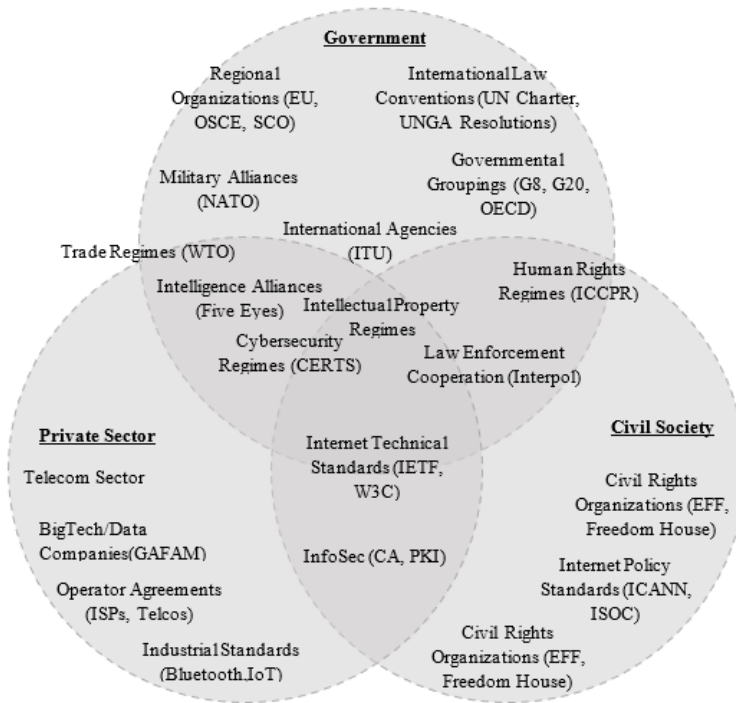 Government
Regional
Organizations (EU,
OSCE, SCO)
International Law
Conventions (UN Charter,
UNGA Resolutions)
Military Alliances
(NATO)
Governmental
Groupings (G8, G20,
OECD)
International Agencies
(ITU)
Trade Regimes (WTO)
Human Rights
Regimes (ICCPR)
Intelligence Alliances
(Five Eyes)
Intellectual Property
Regimes
Cybersecurity
Regimes (CERTS)
Law Enforcement
Cooperation (Interpol)
Private Sector
Telecom Sector
BigTech/Data
Companies(GAFAM)
Operator Agreements
(ISPs, Telcos)
Industrial Standards
(Bluetooth,IoT)
Internet Technical
Standards (IETF,
W3C)
InfoSec (CA, PKI)
Civil Society
Civil Rights
Organizations (EFF,
Freedom House)
Internet Policy
Standards (ICANN,
ISOC)
Civil Rights
Organizations (EFF,
Freedom House)